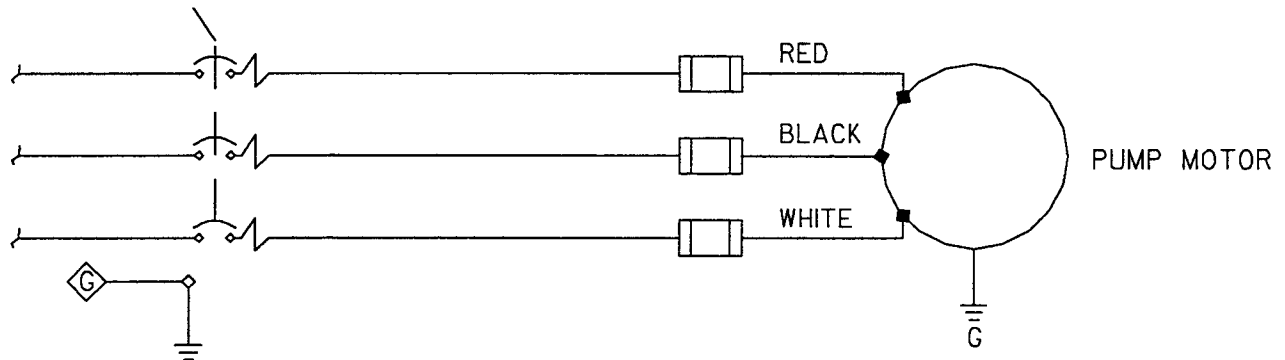 RED
BLACK
PUMP MOTOR
WHITE
G
G